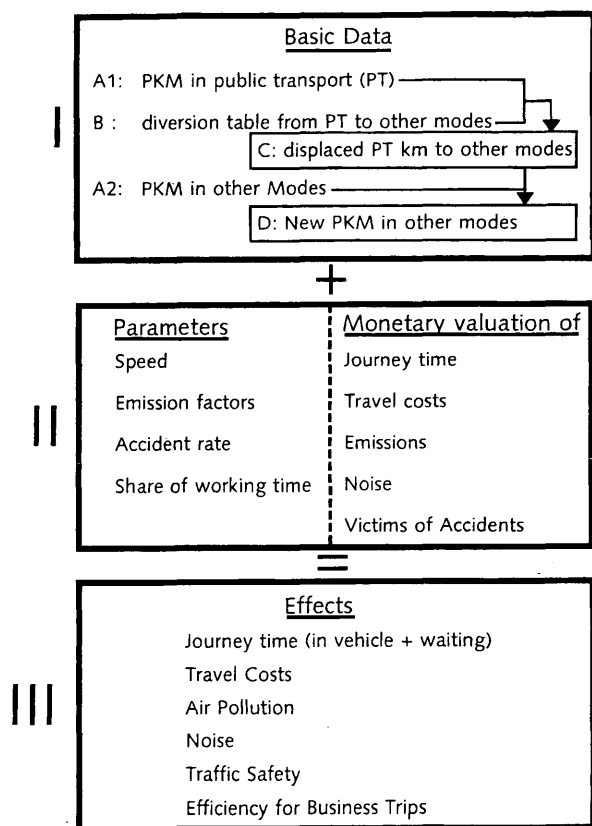 Basic Data
A1: PKM in public transport (PT)
B : diversion table from PT to other modes
C: displaced PT km to other modes
A2: PKM in other Modes
D: New PKM in other modes
I
+
Parameters
Speed
Emission factors
Accident rate
Share of working time
Monetary valuation of
Journey time
Travel costs
Emissions
Noise
Victims of Accidents
II
=
Effects
Journey time (in vehicle + waiting)
Travel Costs
Air Pollution
Noise
Traffic Safety
Efficiency for Business Trips
III